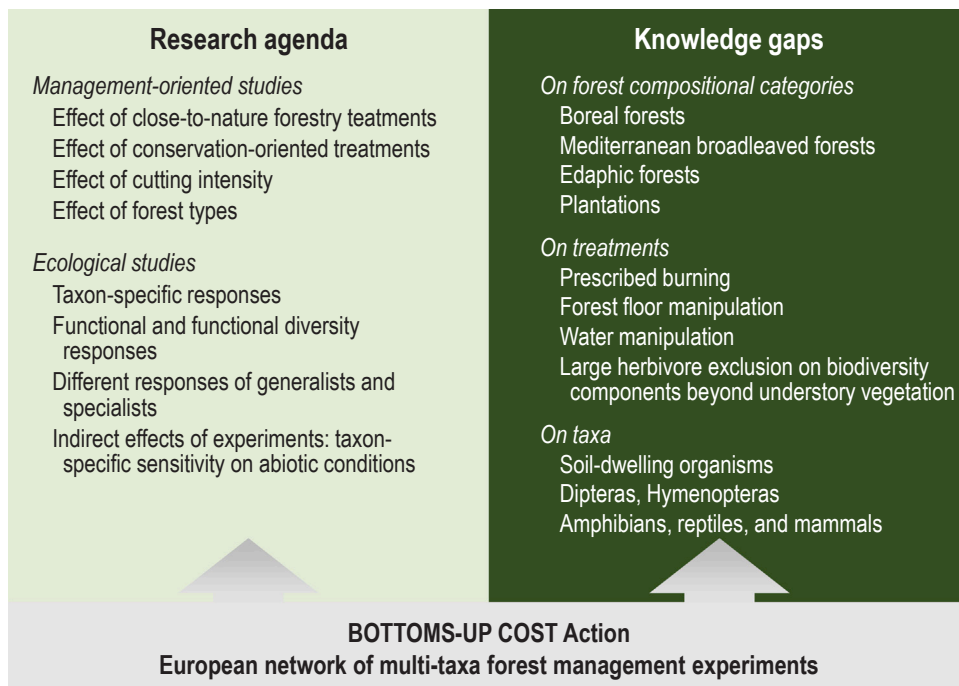 Research agenda
Management-oriented studies
Effect of close-to-nature forestry teatments
Effect of conservation-oriented treatments
Effect of cutting intensity
Effect of forest types
Ecological studies
Taxon-specific responses
Functional and functional diversity
responses
Different responses of generalists and
specialists
Indirect effects of experiments: taxon-
specific sensitivity on abiotic conditions
Knowledge gaps
On forest compositional categories
Boreal forests
Mediterranean broadleaved forests
Edaphic forests
Plantations
On treatments
Prescribed burning
Forest floor manipulation
Water manipulation
Large herbivore exclusion on biodiversity
components beyond understory vegetation
On taxa
Soil-dwelling organisms
Dipteras, Hymenopteras
Amphibians, reptiles, and mammals
BOTTOMS-UP COST Action
European network of multi-taxa forest management experiments